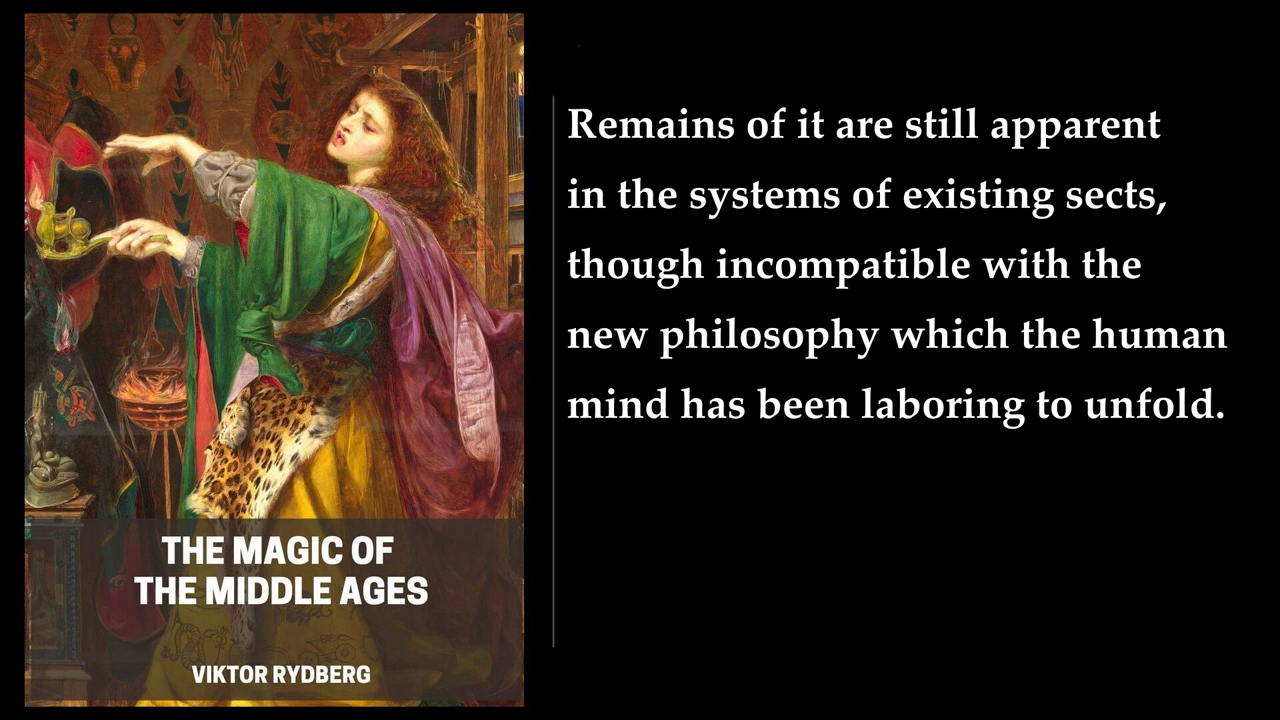 THE MAGIC OF
THE MIDDLE AGES
VIKTOR RYDBERG
Remains of it are still apparent
in the systems of existing sects,
though incompatible with the
new philosophy which the human
mind has been laboring to unfold.